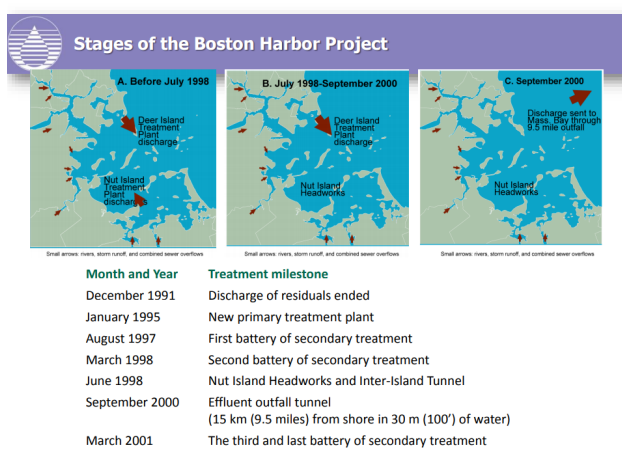 Stages of the Boston Harbor Project
A. Before July 1998
Deer Island
Treatment
Plant
discharge
Nut Island
Treatment
Plant
discharges
Small arrows: rivers, storm runoff, and combined sewer overflows
B. July 1998-September 2000
Deer Island
Treatment
Plant
discharge
Nut Island
Headworks
Small arrows: rivers, storm runoff, and combined sewer overflows
C. September 2000
Discharge sent to
Mass. Bay through
9.5 mile outfall
Nut Island
Headworks
Small arrows: rivers, storm runoff, and combined sewer overflows
Month and Year Treatment milestone
December 1991 Discharge of residuals ended
January 1995 New primary treatment plant
August 1997 First battery of secondary treatment
March 1998 Second battery of secondary treatment
June 1998 Nut Island Headworks and Inter-Island Tunnel
September 2000 Effluent outfall tunnel
(15 km (9.5 miles) from shore in 30 m (100’) of water)
March 2001 The third and last battery of secondary treatment